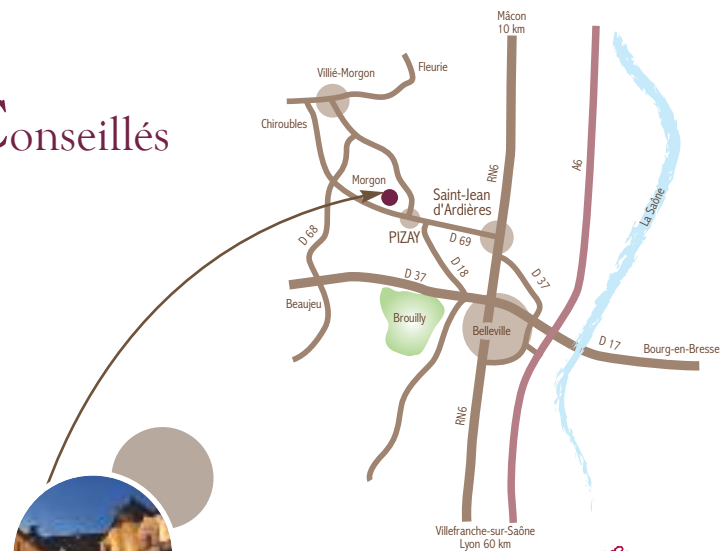 Mâcon
10 km
Fleurie
Villié-Morgon
Chiroubles
onseillés
RN6
A6
Morgon
Saint-Jean
d'Ardières
La Saône
PIZAY
D 69
D 68
D 18
D 37
D 37
Beaujeu
Brouilly
Belleville
D 17
Bourg-en-Bresse
RN6
Villefranche-sur-Saône
Lyon 60 km